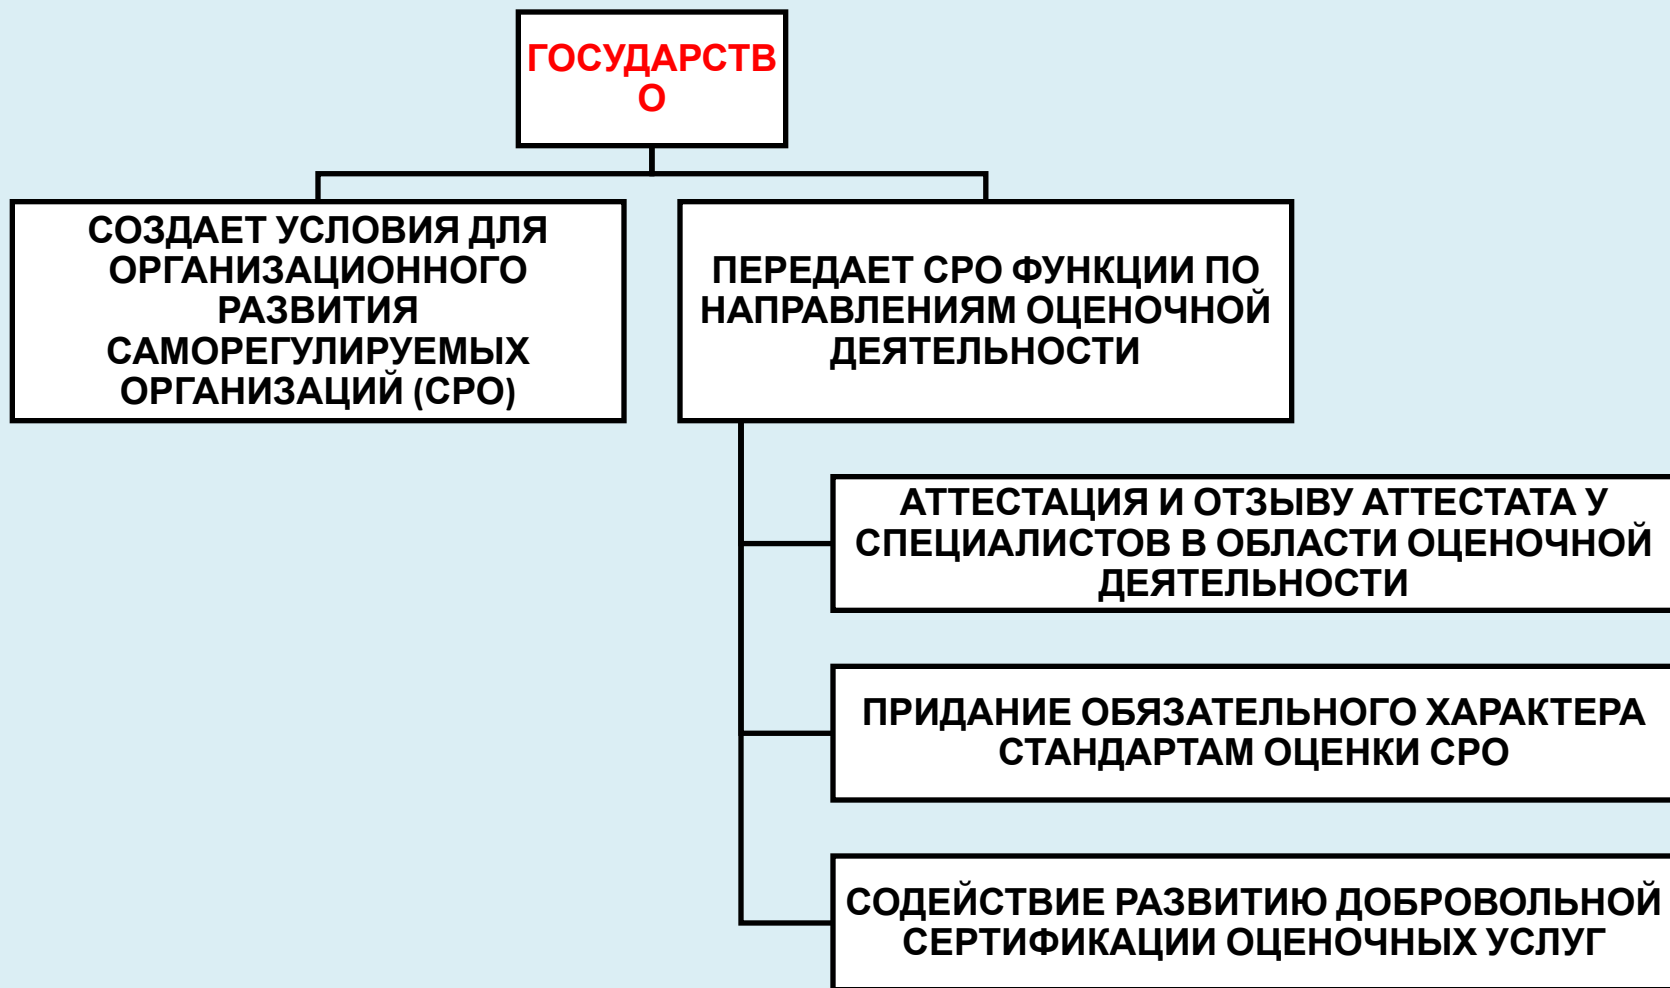 ГОСУДАРСТВ
О
СОЗДАЕТ УСЛОВИЯ ДЛЯ
ОРГАНИЗАЦИОННОГО
РАЗВИТИЯ
САМОРЕГУЛИРУЕМЫХ
ОРГАНИЗАЦИЙ (СРО)
ПЕРЕДАЕТ СРО ФУНКЦИИ ПО
НАПРАВЛЕНИЯМ ОЦЕНОЧНОЙ
ДЕЯТЕЛЬНОСТИ
АТТЕСТАЦИЯ И ОТЗЫВУ АТТЕСТАТА У
СПЕЦИАЛИСТОВ В ОБЛАСТИ ОЦЕНОЧНОЙ
ДЕЯТЕЛЬНОСТИ
ПРИДАНИЕ ОБЯЗАТЕЛЬНОГО ХАРАКТЕРА
СТАНДАРТАМ ОЦЕНКИ СРО
СОДЕЙСТВИЕ РАЗВИТИЮ ДОБРОВОЛЬНОЙ
СЕРТИФИКАЦИИ ОЦЕНОЧНЫХ УСЛУГ